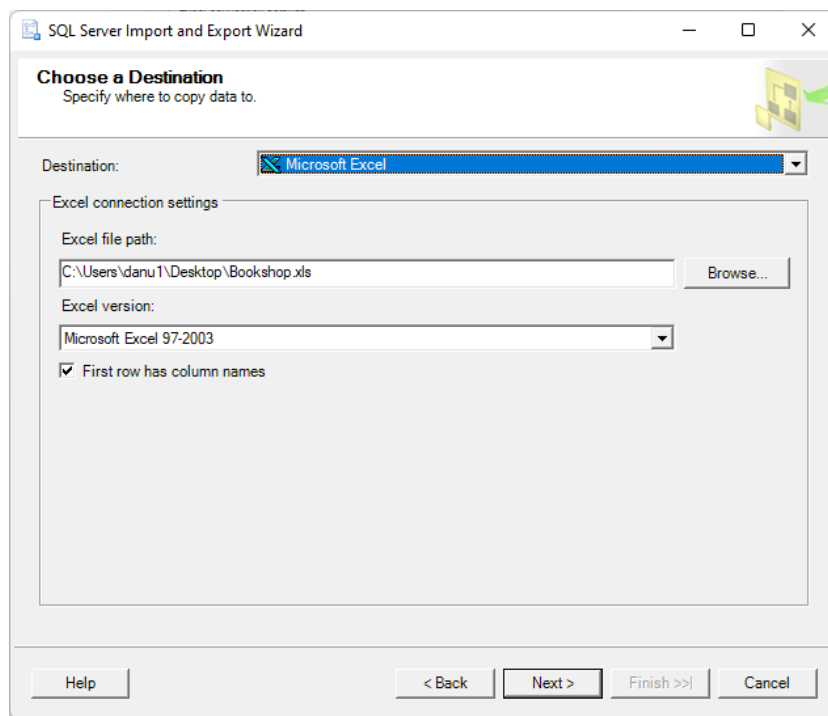 SQL Server Import and Export Wizard
Choose a Destination
Specify where to copy data to.
Destination:
Microsoft Excel
Excel connection settings
Excel file path:
C:\Users\danu1\Desktop\Bookshop.xls
Browse...
Excel version:
Microsoft Excel 97-2003
First row has column names
Help
< Back
Next >
Finish >>|
Cancel